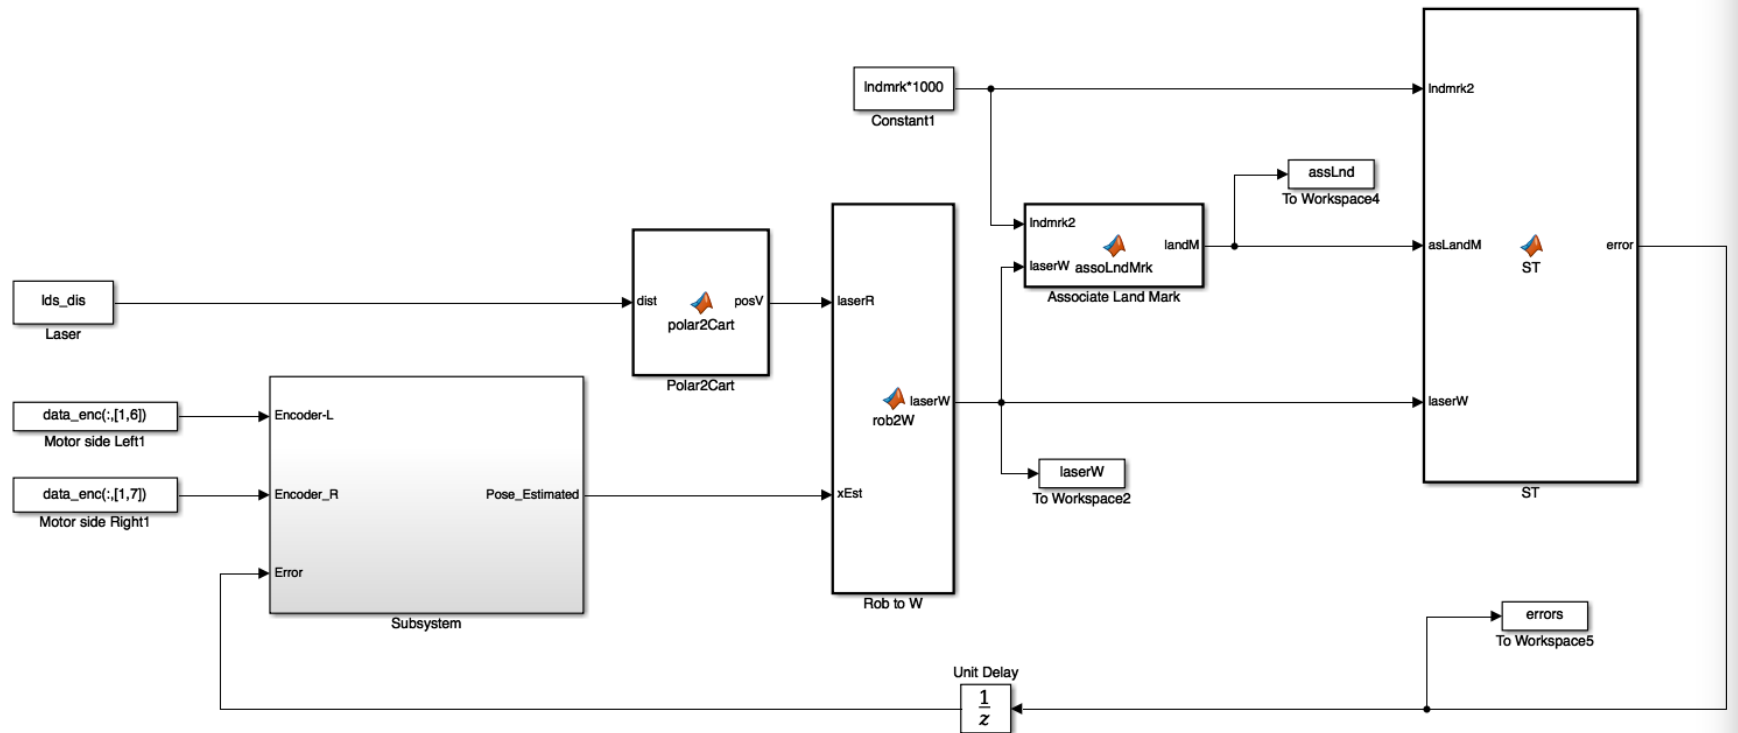 lndmrk*1000
Constant1
lndmrk2
assLnd
To Workspace4
lndmrk2
landM
laserW
assoLndMrk
Associate Land Mark
asLandM
error
ST
lds_dis
Laser
dist
posV
polar2Cart
Polar2Cart
laserR
laserW
rob2W
xEst
Rob to W
laserW
laserW
To Workspace2
ST
data_enc(:,[1,6])
Motor side Left1
data_enc(:,[1,7])
Motor side Right1
Encoder-L
Encoder_R
Pose_Estimated
Error
Subsystem
errors
To Workspace5
Unit Delay
1
z